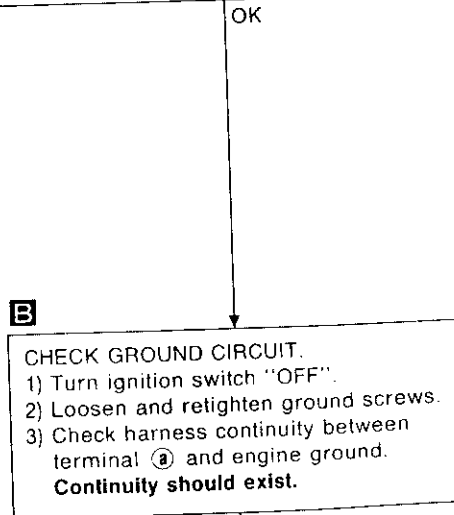 OK
B
CHECK GROUND CIRCUIT.
1) Turn ignition switch "OFF".
2) Loosen and retighten ground screws.
3) Check harness continuity between
terminal ⓐ and engine ground.
Continuity should exist.